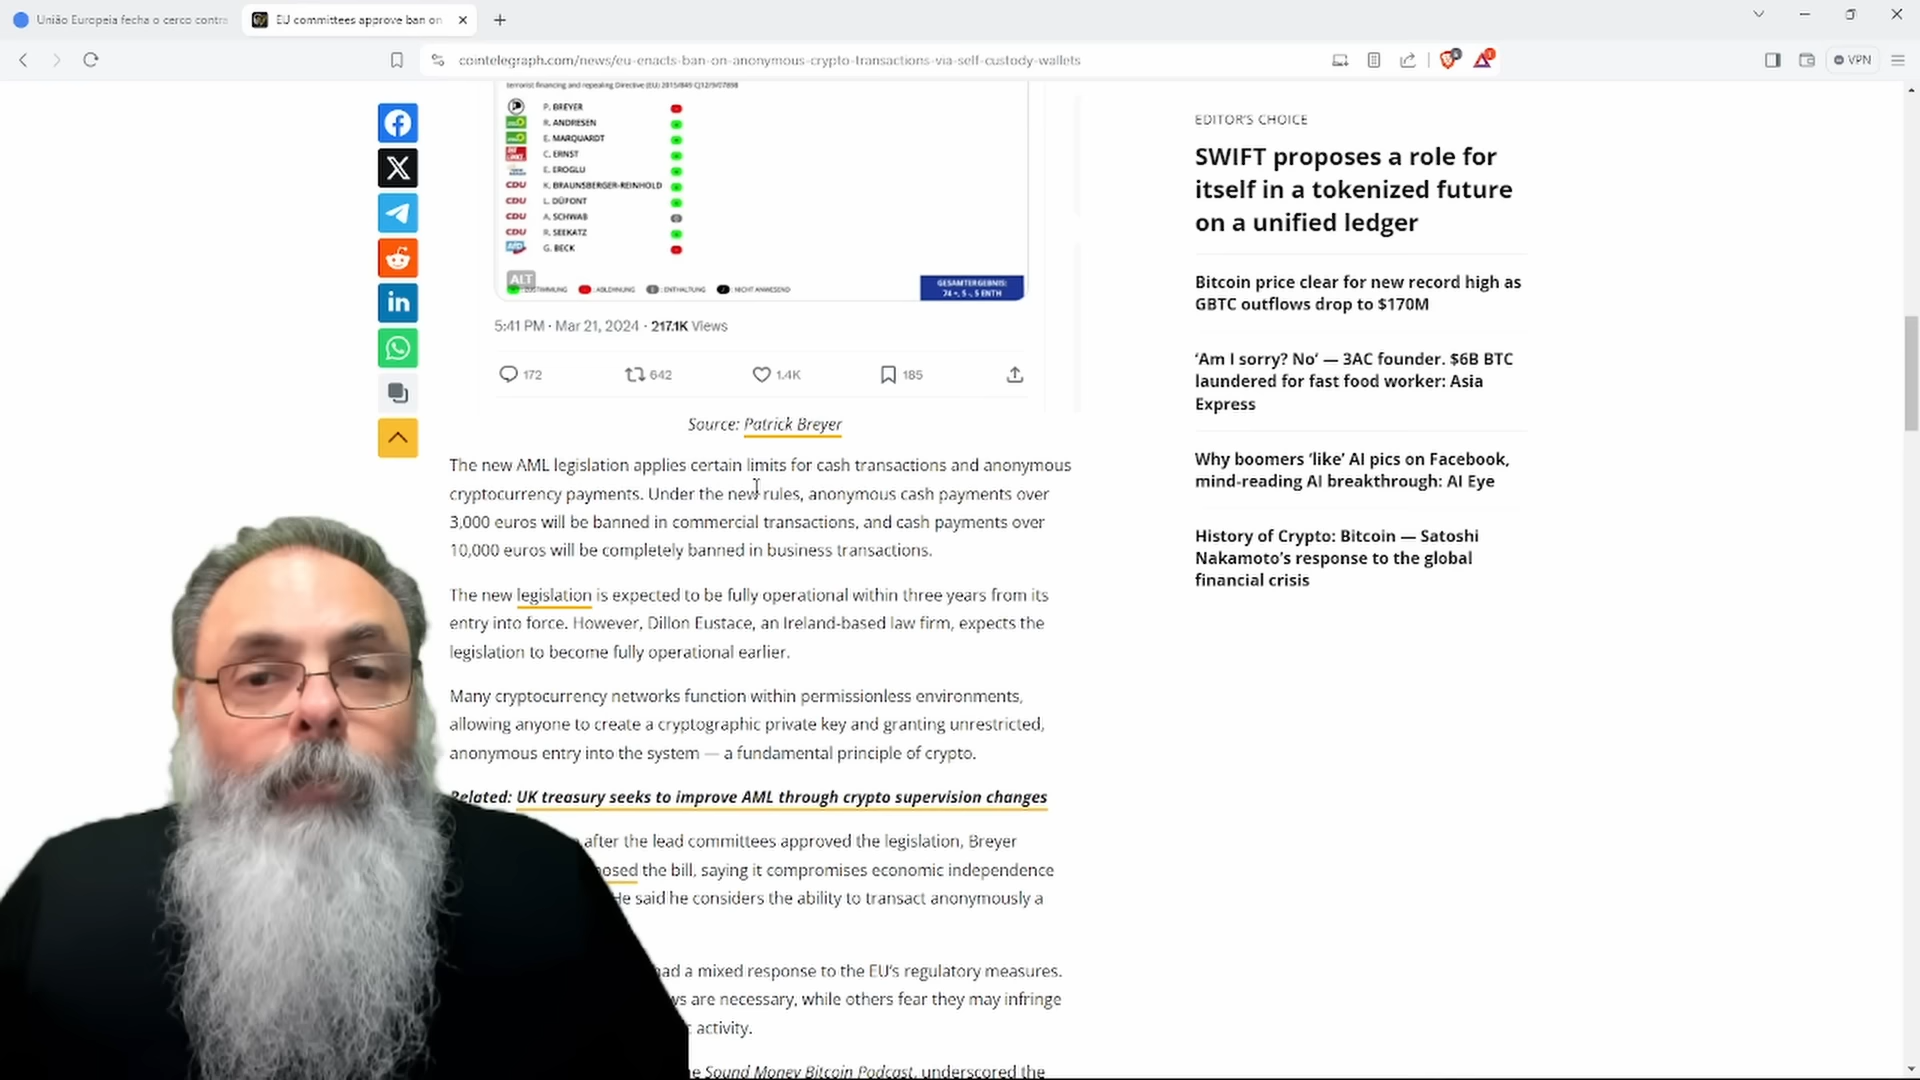 União Europeia fecha o cerco contra
EU committees approve ban on
cointelegraph.com/news/eu-enacts-ban-on-anonymous-crypto-transactions-via-self-custody-wallets
VPN
terrorist financing and repealing Directive (EU) 2015/849
P. BREYER
R. ANDRESEN
E. MARQUARDT
C. ERNST
E. EROGLU
CDU K. BRAUNSBERGER-REINHOLD
CDU L. DÜPONT
CDU A. SCHWAB
CDU R. SEEKATZ
AfD G. BECK
ALT
ZUSTIMMUNG ABLEHNUNG ENTHALTUNG NICHT ANWESEND
GESAMTERGEBNIS:
74 +, 5 -, 5 ENTH
5:41 PM · Mar 21, 2024 · 217.1K Views
172 642 1.4K 185
Source: Patrick Breyer
The new AML legislation applies certain limits for cash transactions and anonymous
cryptocurrency payments. Under the new rules, anonymous cash payments over
3,000 euros will be banned in commercial transactions, and cash payments over
10,000 euros will be completely banned in business transactions.
The new legislation is expected to be fully operational within three years from its
entry into force. However, Dillon Eustace, an Ireland-based law firm, expects the
legislation to become fully operational earlier.
Many cryptocurrency networks function within permissionless environments,
allowing anyone to create a cryptographic private key and granting unrestricted,
anonymous entry into the system — a fundamental principle of crypto.
Related: UK treasury seeks to improve AML through crypto supervision changes
after the lead committees approved the legislation, Breyer
osed the bill, saying it compromises economic independence
He said he considers the ability to transact anonymously a
had a mixed response to the EU's regulatory measures.
ws are necessary, while others fear they may infringe
c activity.
e Sound Money Bitcoin Podcast, underscored the
EDITOR'S CHOICE
SWIFT proposes a role for
itself in a tokenized future
on a unified ledger
Bitcoin price clear for new record high as
GBTC outflows drop to $170M
‘Am I sorry? No’ — 3AC founder. $6B BTC
laundered for fast food worker: Asia
Express
Why boomers ‘like’ AI pics on Facebook,
mind-reading AI breakthrough: AI Eye
History of Crypto: Bitcoin — Satoshi
Nakamoto’s response to the global
financial crisis